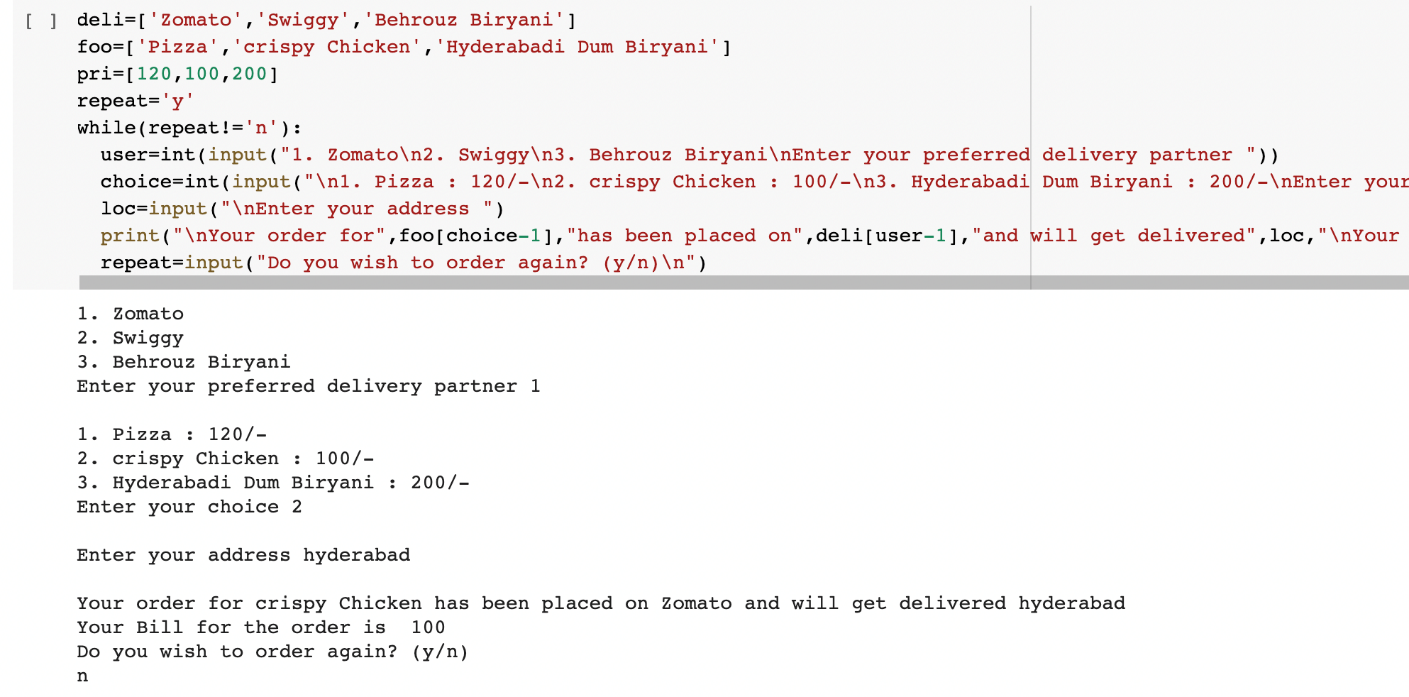 [ ] deli=['Zomato','Swiggy','Behrouz Biryani']
foo=['Pizza','crispy Chicken','Hyderabadi Dum Biryani']
pri=[120,100,200]
repeat='y'
while(repeat!='n'):
  user=int(input("1. Zomato\n2. Swiggy\n3. Behrouz Biryani\nEnter your preferred delivery partner "))
  choice=int(input("\n1. Pizza : 120/-\n2. crispy Chicken : 100/-\n3. Hyderabadi Dum Biryani : 200/-\nEnter your
  loc=input("\nEnter your address ")
  print("\nYour order for",foo[choice-1],"has been placed on",deli[user-1],"and will get delivered",loc,"\nYour
  repeat=input("Do you wish to order again? (y/n)\n")
1. Zomato
2. Swiggy
3. Behrouz Biryani
Enter your preferred delivery partner 1
1. Pizza : 120/-
2. crispy Chicken : 100/-
3. Hyderabadi Dum Biryani : 200/-
Enter your choice 2
Enter your address hyderabad
Your order for crispy Chicken has been placed on Zomato and will get delivered hyderabad
Your Bill for the order is  100
Do you wish to order again? (y/n)
n